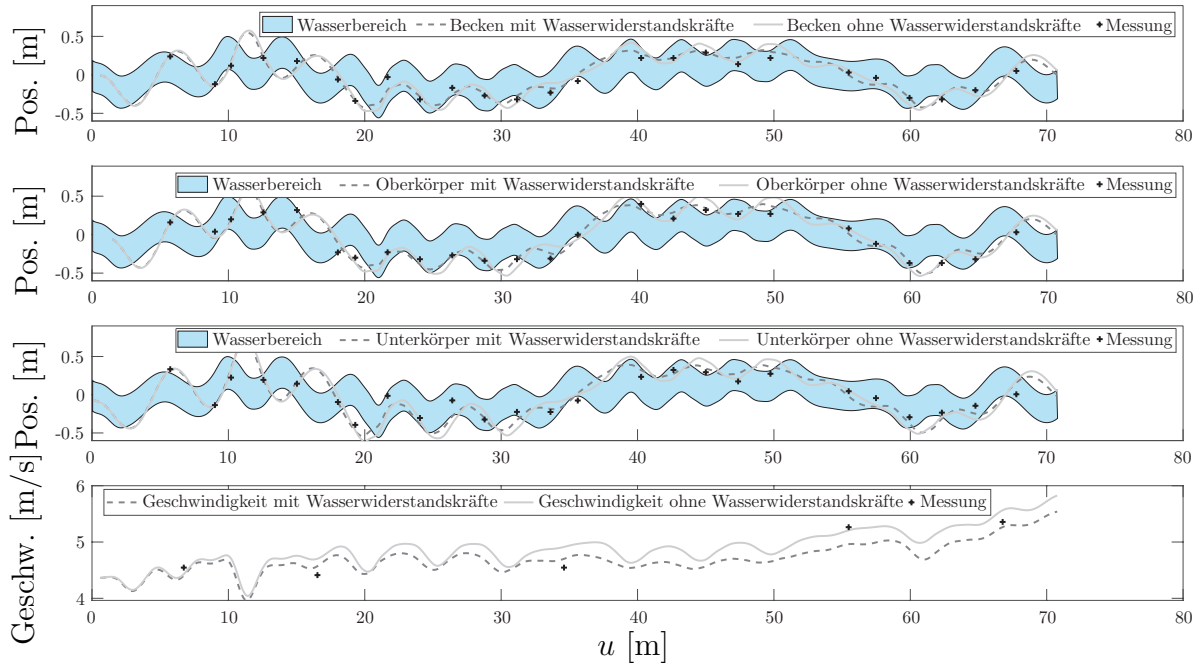 Pos. [m]
0.5
0
-0.5
Wasserbereich Becken mit Wasserwiderstandskräfte Becken ohne Wasserwiderstandskräfte Messung
0 10 20 30 40 50 60 70 80
Pos. [m]
0.5
0
-0.5
Wasserbereich Oberkörper mit Wasserwiderstandskräfte Oberkörper ohne Wasserwiderstandskräfte Messung
0 10 20 30 40 50 60 70 80
Pos. [m]
0.5
0
-0.5
Wasserbereich Unterkörper mit Wasserwiderstandskräfte Unterkörper ohne Wasserwiderstandskräfte Messung
0 10 20 30 40 50 60 70 80
Geschw. [m/s]
6
5
4
Geschwindigkeit mit Wasserwiderstandskräfte Geschwindigkeit ohne Wasserwiderstandskräfte Messung
0 10 20 30 40 50 60 70 80
u [m]